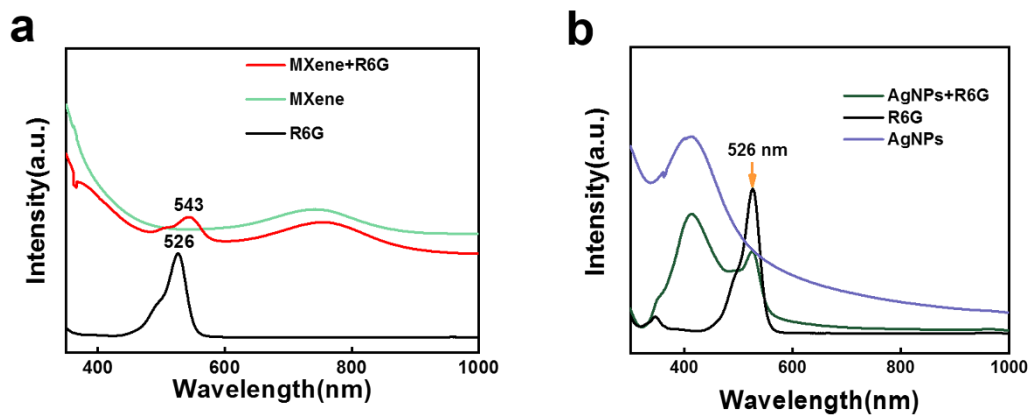 a
Intensity(a.u.)
MXene+R6G
MXene
R6G
543
526
400
600
800
1000
Wavelength(nm)
b
Intensity(a.u.)
AgNPs+R6G
R6G
AgNPs
526 nm
400
600
800
1000
Wavelength(nm)